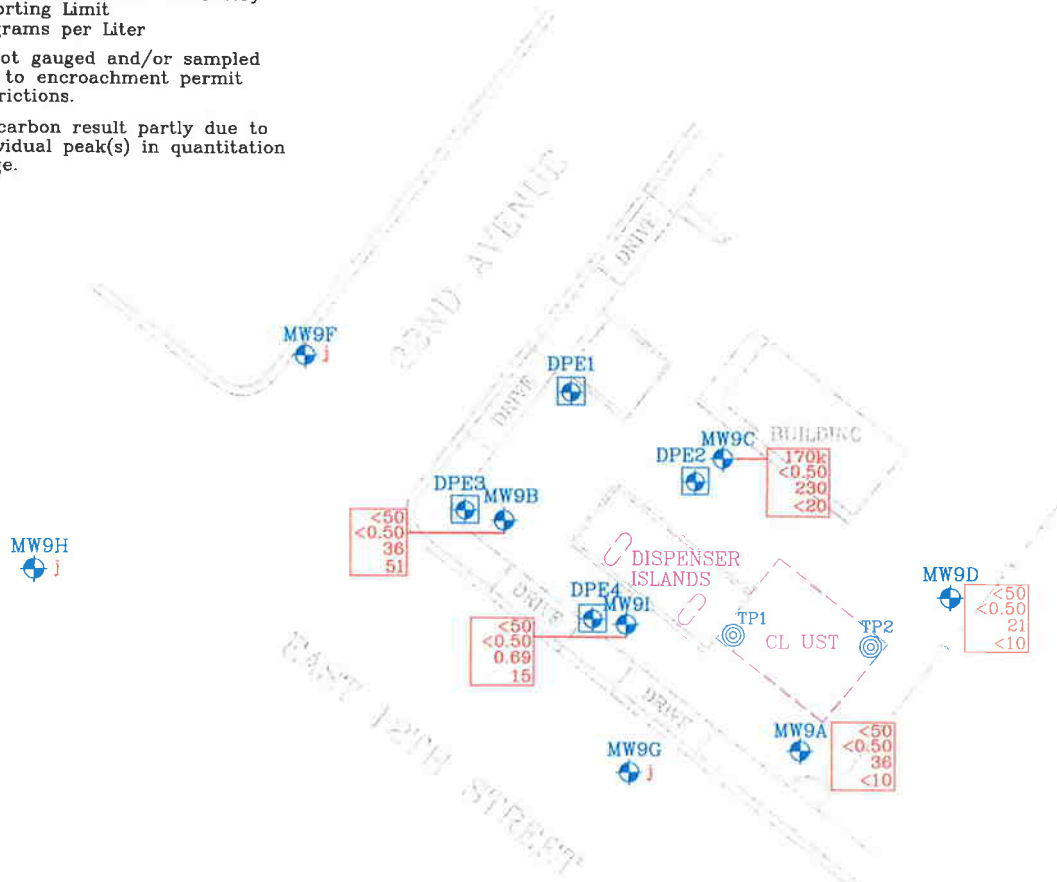 orting Limit
grams per Liter
ot gauged and/or sampled
to encroachment permit
rictions.
carbon result partly due to
vidual peak(s) in quantitation
ge.
DRIVE
22ND AVENUE
MW9F
j
DPE1
DRIVE
BUILDING
MW9C
DPE2
170k
<0.50
230
<20
DPE3
MW9B
<50
<0.50
36
51
MW9H
j
DISPENSER
ISLANDS
MW9D
<50
<0.50
21
<10
DRIVE
DPE4
MW9I
<50
<0.50
0.69
15
TP1
CL UST
TP2
EAST 12TH STREET
DRIVE
MW9A
<50
<0.50
36
<10
MW9G
j